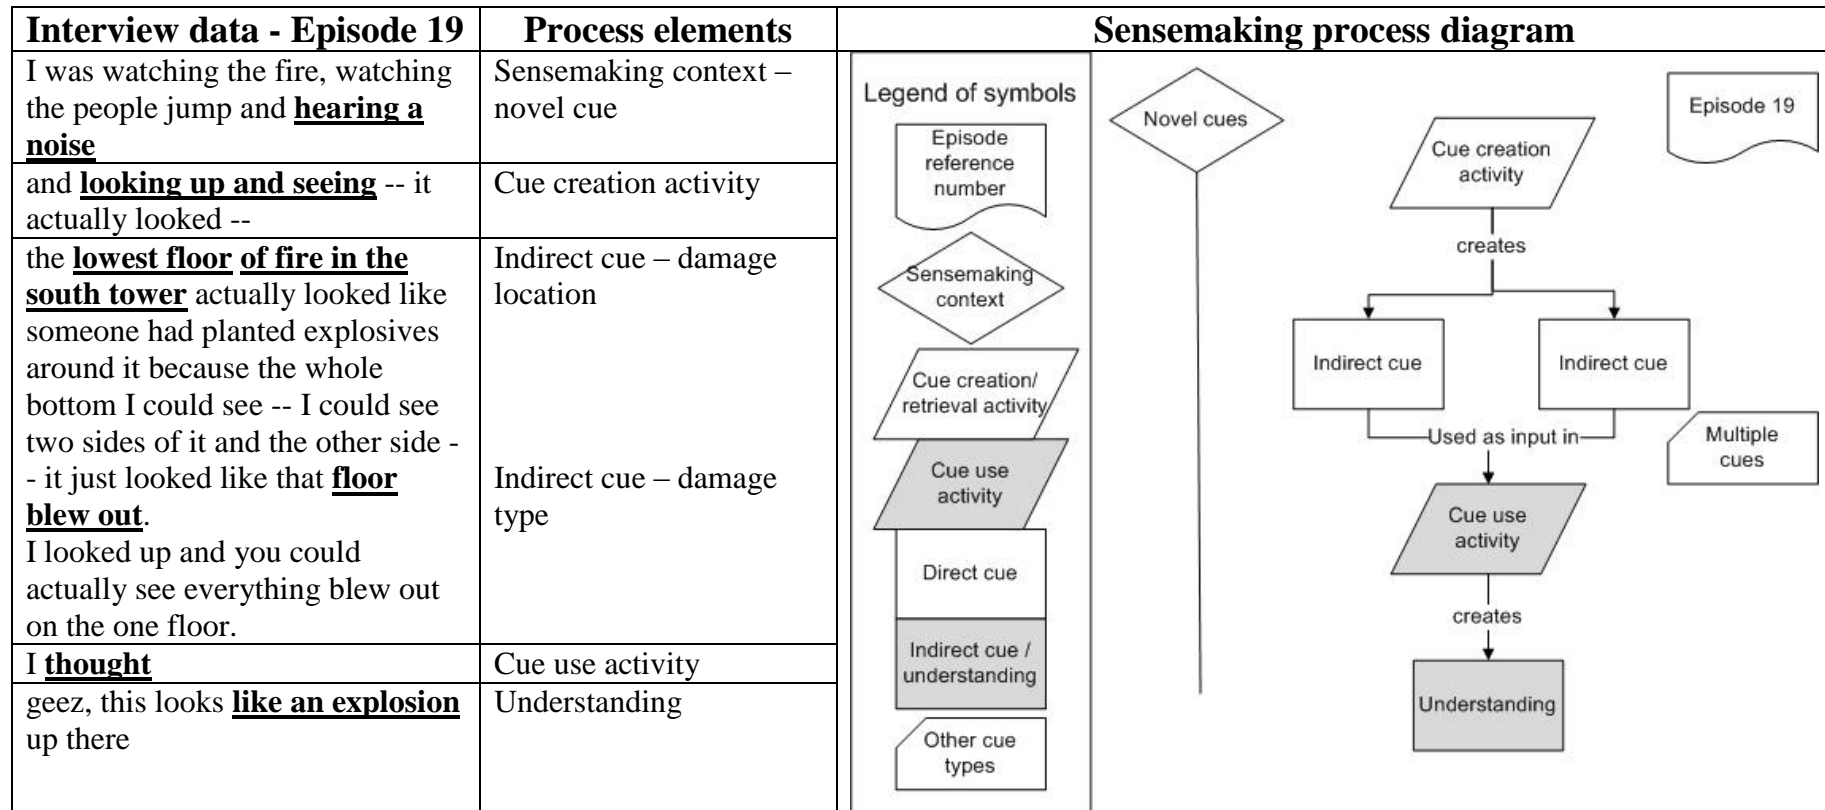 Interview data - Episode 19
Process elements
Sensemaking process diagram
I was watching the fire, watching
the people jump and hearing a
noise
Sensemaking context –
novel cue
and looking up and seeing -- it
actually looked --
Cue creation activity
the lowest floor of fire in the
south tower actually looked like
someone had planted explosives
around it because the whole
bottom I could see -- I could see
two sides of it and the other side -
- it just looked like that floor
blew out.
I looked up and you could
actually see everything blew out
on the one floor.
Indirect cue – damage
location
Indirect cue – damage
type
I thought
Cue use activity
geez, this looks like an explosion
up there
Understanding
Legend of symbols
Episode
reference
number
Sensemaking
context
Cue creation/
retrieval activity
Cue use
activity
Direct cue
Indirect cue /
understanding
Other cue
types
Novel cues
Episode 19
Cue creation
activity
creates
Indirect cue
Indirect cue
Used as input in
Multiple
cues
Cue use
activity
creates
Understanding